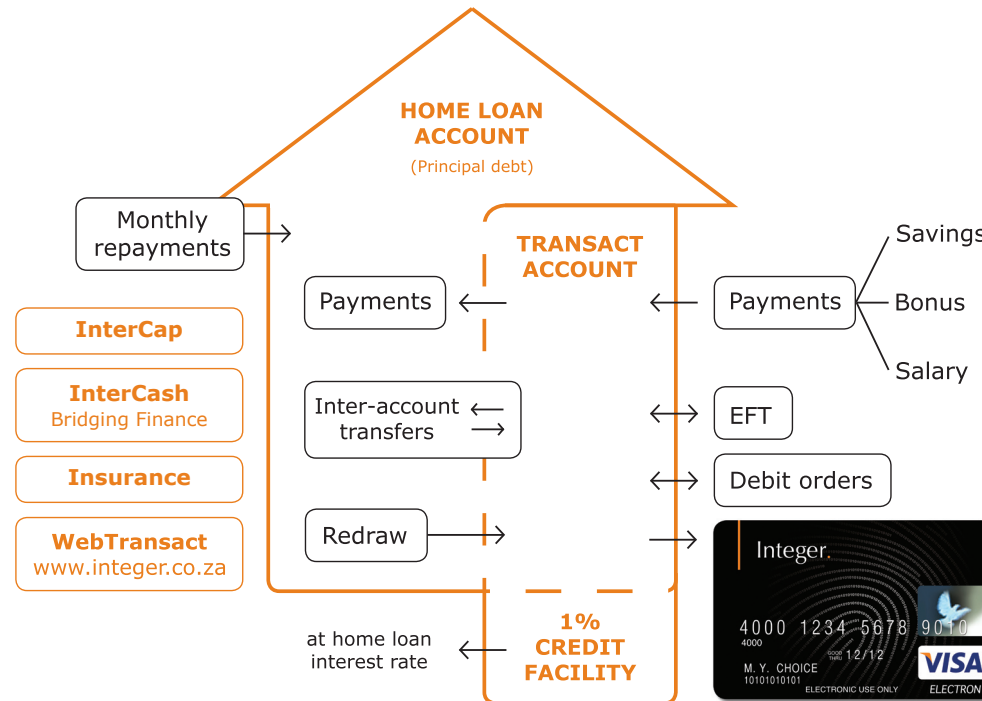 HOME LOAN
ACCOUNT
(Principal debt)
Monthly
repayments
TRANSACT
ACCOUNT
Savings
Payments
Payments
Bonus
Salary
InterCap
InterCash
Bridging Finance
Inter-account
transfers
EFT
Insurance
Debit orders
Redraw
WebTransact
www.integer.co.za
at home loan
interest rate
1%
CREDIT
FACILITY
Integer.
4000 1234 5678 9010
4000
GOOD
THRU 12/12
M. Y. CHOICE
10101010101
ELECTRONIC USE ONLY
VISA
ELECTRON